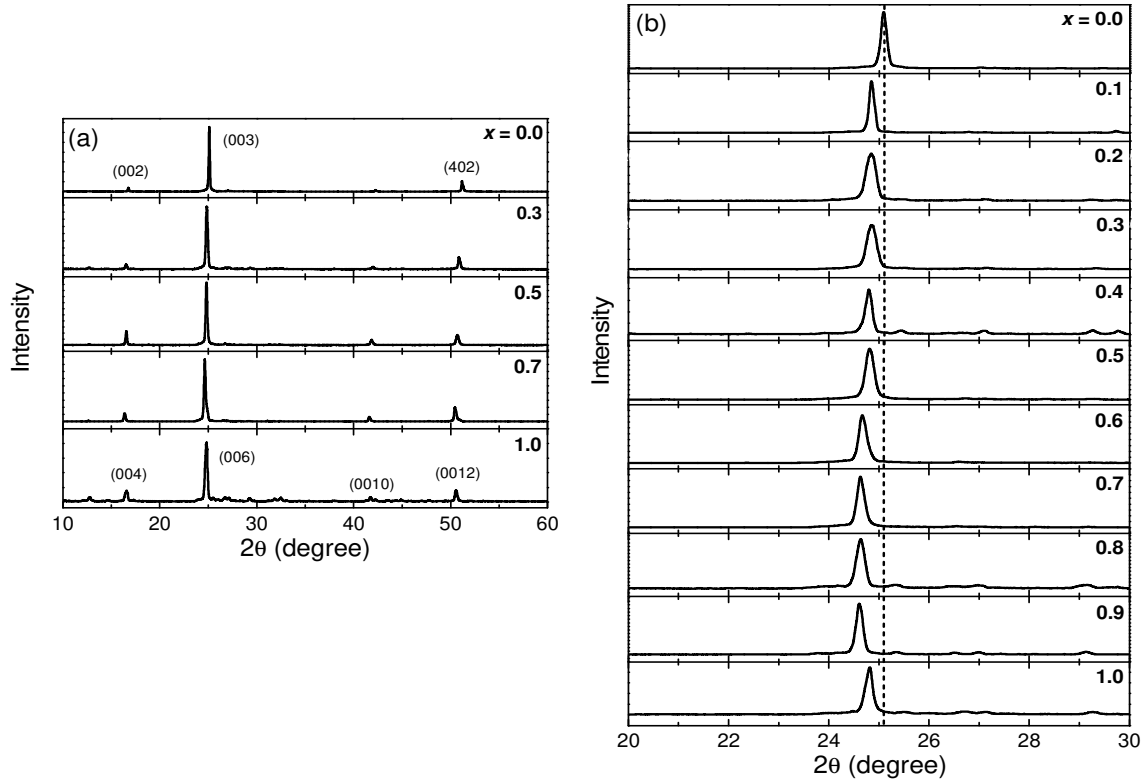 (a)
x = 0.0
(002)
(003)
(402)
0.3
0.5
0.7
1.0
(004)
(006)
(0010)
(0012)
Intensity
10 20 30 40 50 60
2θ (degree)
(b)
x = 0.0
0.1
0.2
0.3
0.4
0.5
0.6
0.7
0.8
0.9
1.0
Intensity
20 22 24 26 28 30
2θ (degree)